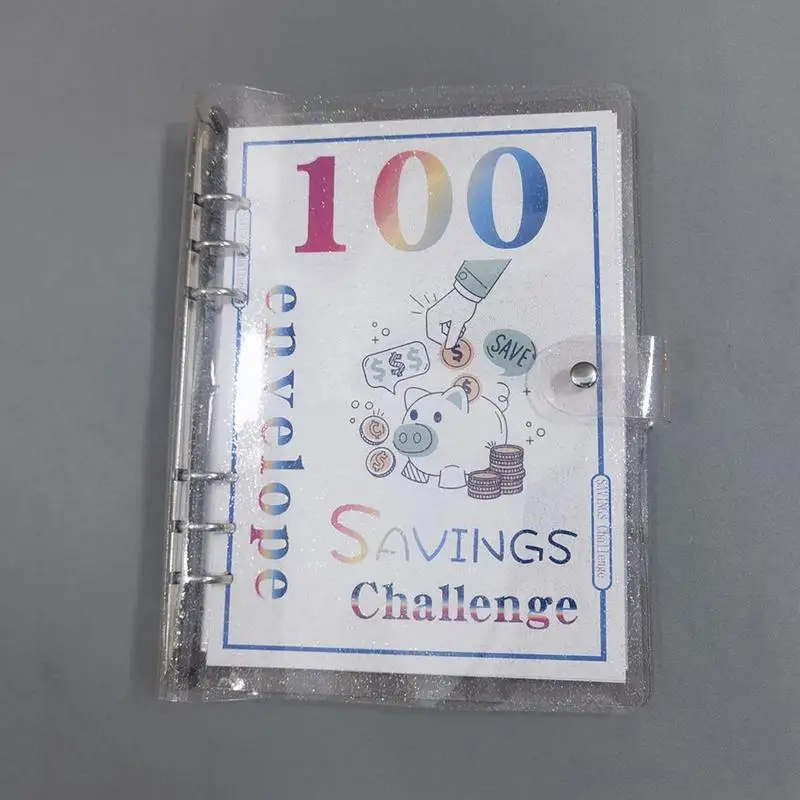 100
envelope
$ $ $
$
SAVE
$
C
$
SAVINGS
Challenge
SAVINGS Challenge